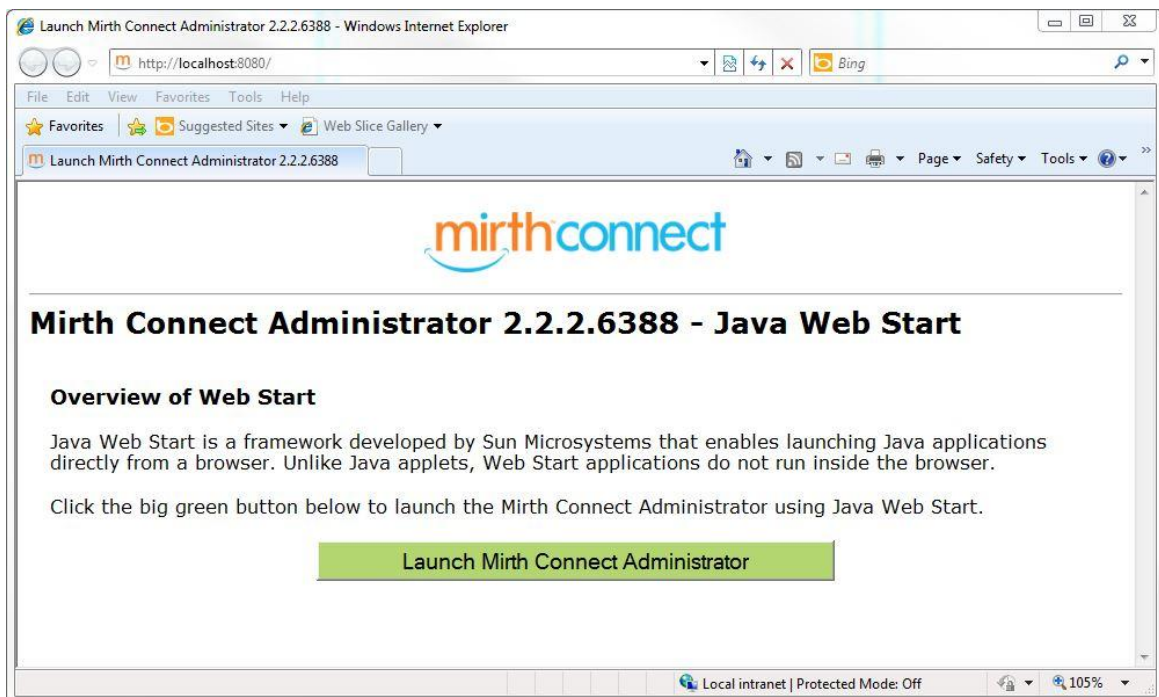 Launch Mirth Connect Administrator 2.2.2.6388 - Windows Internet Explorer
http://localhost:8080/
Bing
File Edit View Favorites Tools Help
Favorites Suggested Sites Web Slice Gallery
Launch Mirth Connect Administrator 2.2.2.6388
Page Safety Tools
mirthconnect
Mirth Connect Administrator 2.2.2.6388 - Java Web Start
Overview of Web Start
Java Web Start is a framework developed by Sun Microsystems that enables launching Java applications
directly from a browser. Unlike Java applets, Web Start applications do not run inside the browser.
Click the big green button below to launch the Mirth Connect Administrator using Java Web Start.
Launch Mirth Connect Administrator
Local intranet | Protected Mode: Off 105%